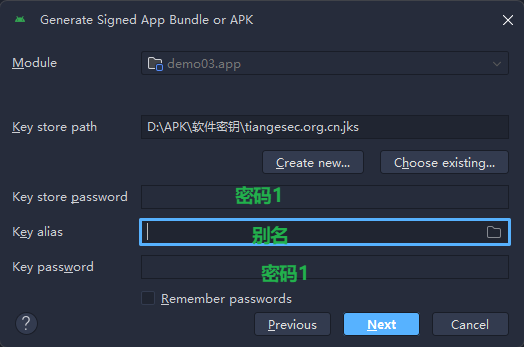 Generate Signed App Bundle or APK
Module
demo03.app
Key store path
D:\APK\软件密钥\tiangesec.org.cn.jks
Create new...
Choose existing...
Key store password
密码1
Key alias
别名
Key password
密码1
Remember passwords
?
Previous
Next
Cancel